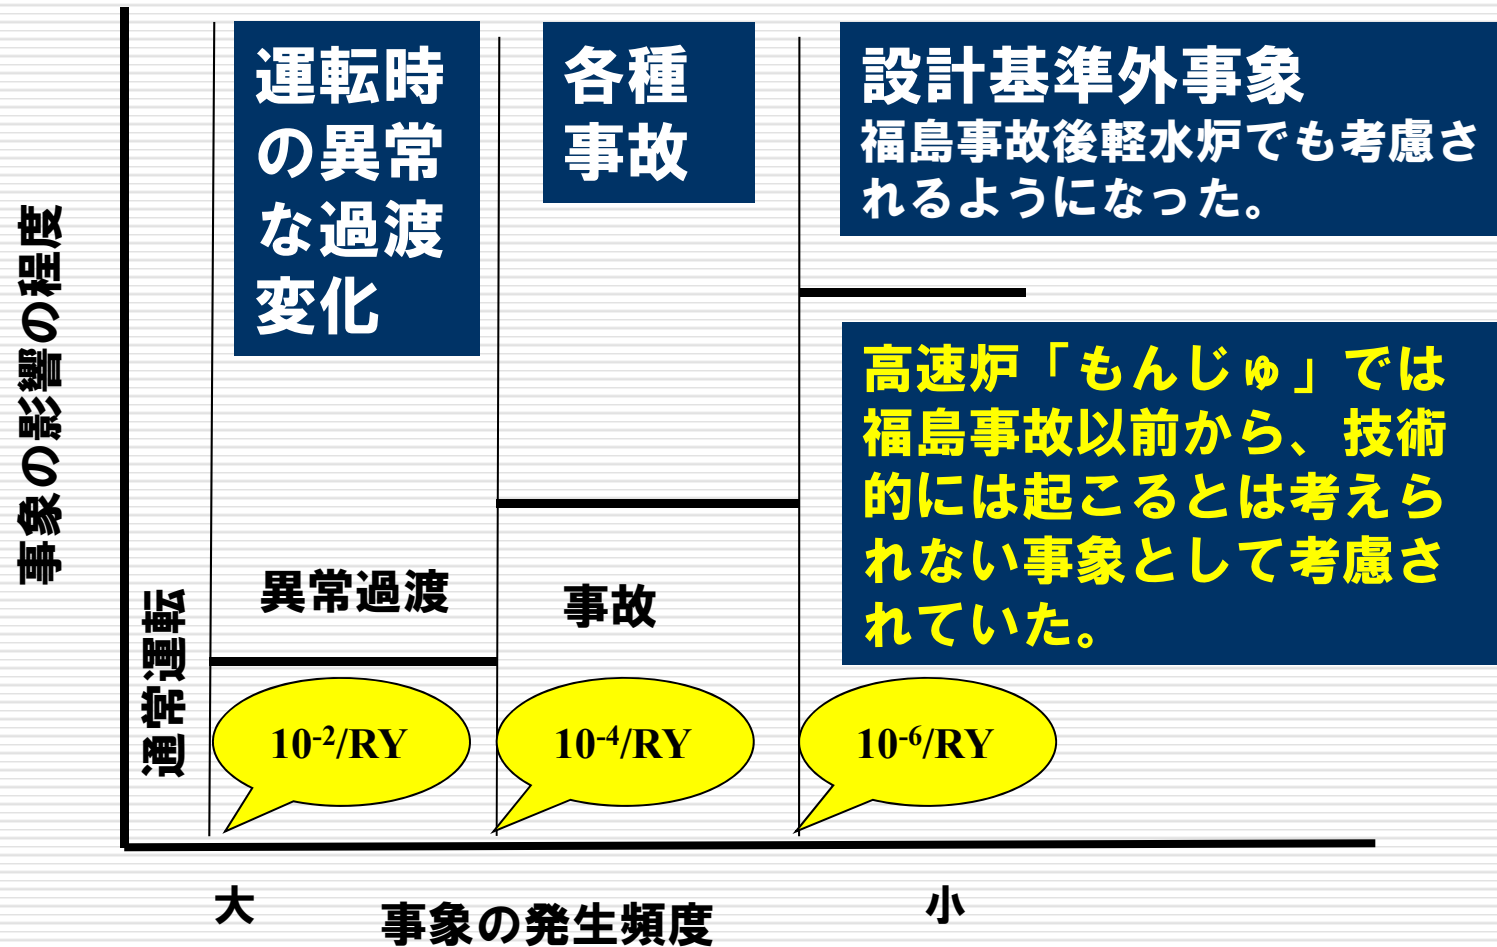 運転時
の異常
な過渡
変化
各種
事故
設計基準外事象
福島事故後軽水炉でも考慮さ
れるようになった。
高速炉「もんじゅ」では
福島事故以前から、技術
的には起こるとは考えら
れない事象として考慮さ
れていた。
事象の影響の程度
通常運転
異常過渡
事故
10-2/RY
10-4/RY
10-6/RY
大
事象の発生頻度
小